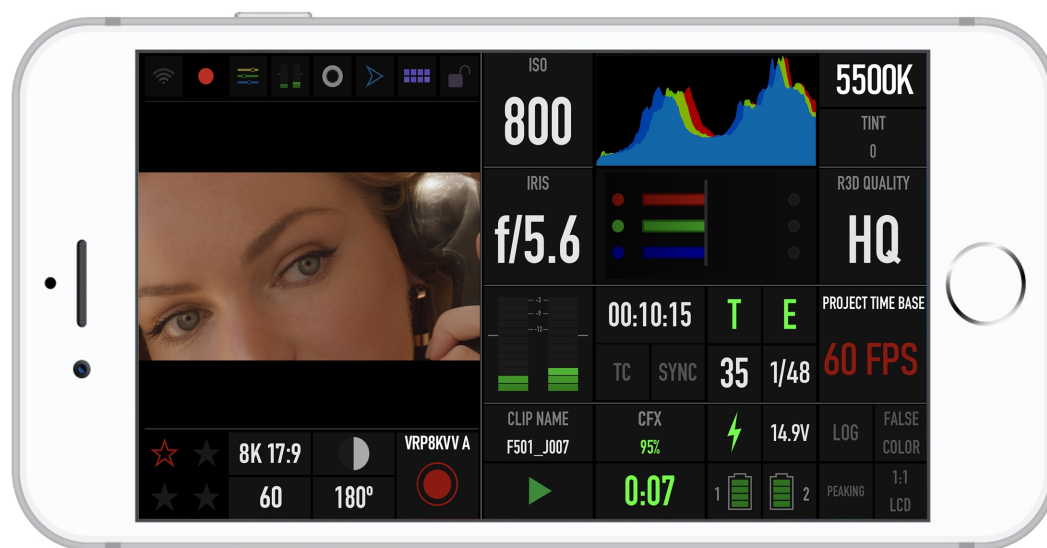 ISO
800
5500K
TINT
0
IRIS
f/5.6
R3D QUALITY
HQ
-3-
-9-
-12-
00:10:15
T
E
PROJECT TIME BASE
60 FPS
TC
SYNC
35
1/48
8K 17:9
VRP8KVV A
60
180º
CLIP NAME
F501_J007
CFX
95%
14.9V
LOG
FALSE
COLOR
0:07
1
2
PEAKING
1:1
LCD